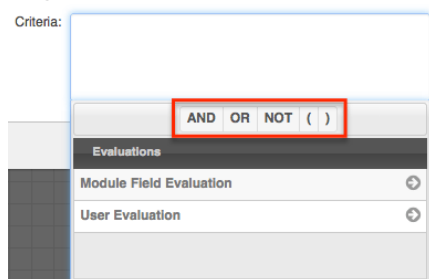 Criteria:
AND OR NOT ( )
Evaluations
Module Field Evaluation
User Evaluation